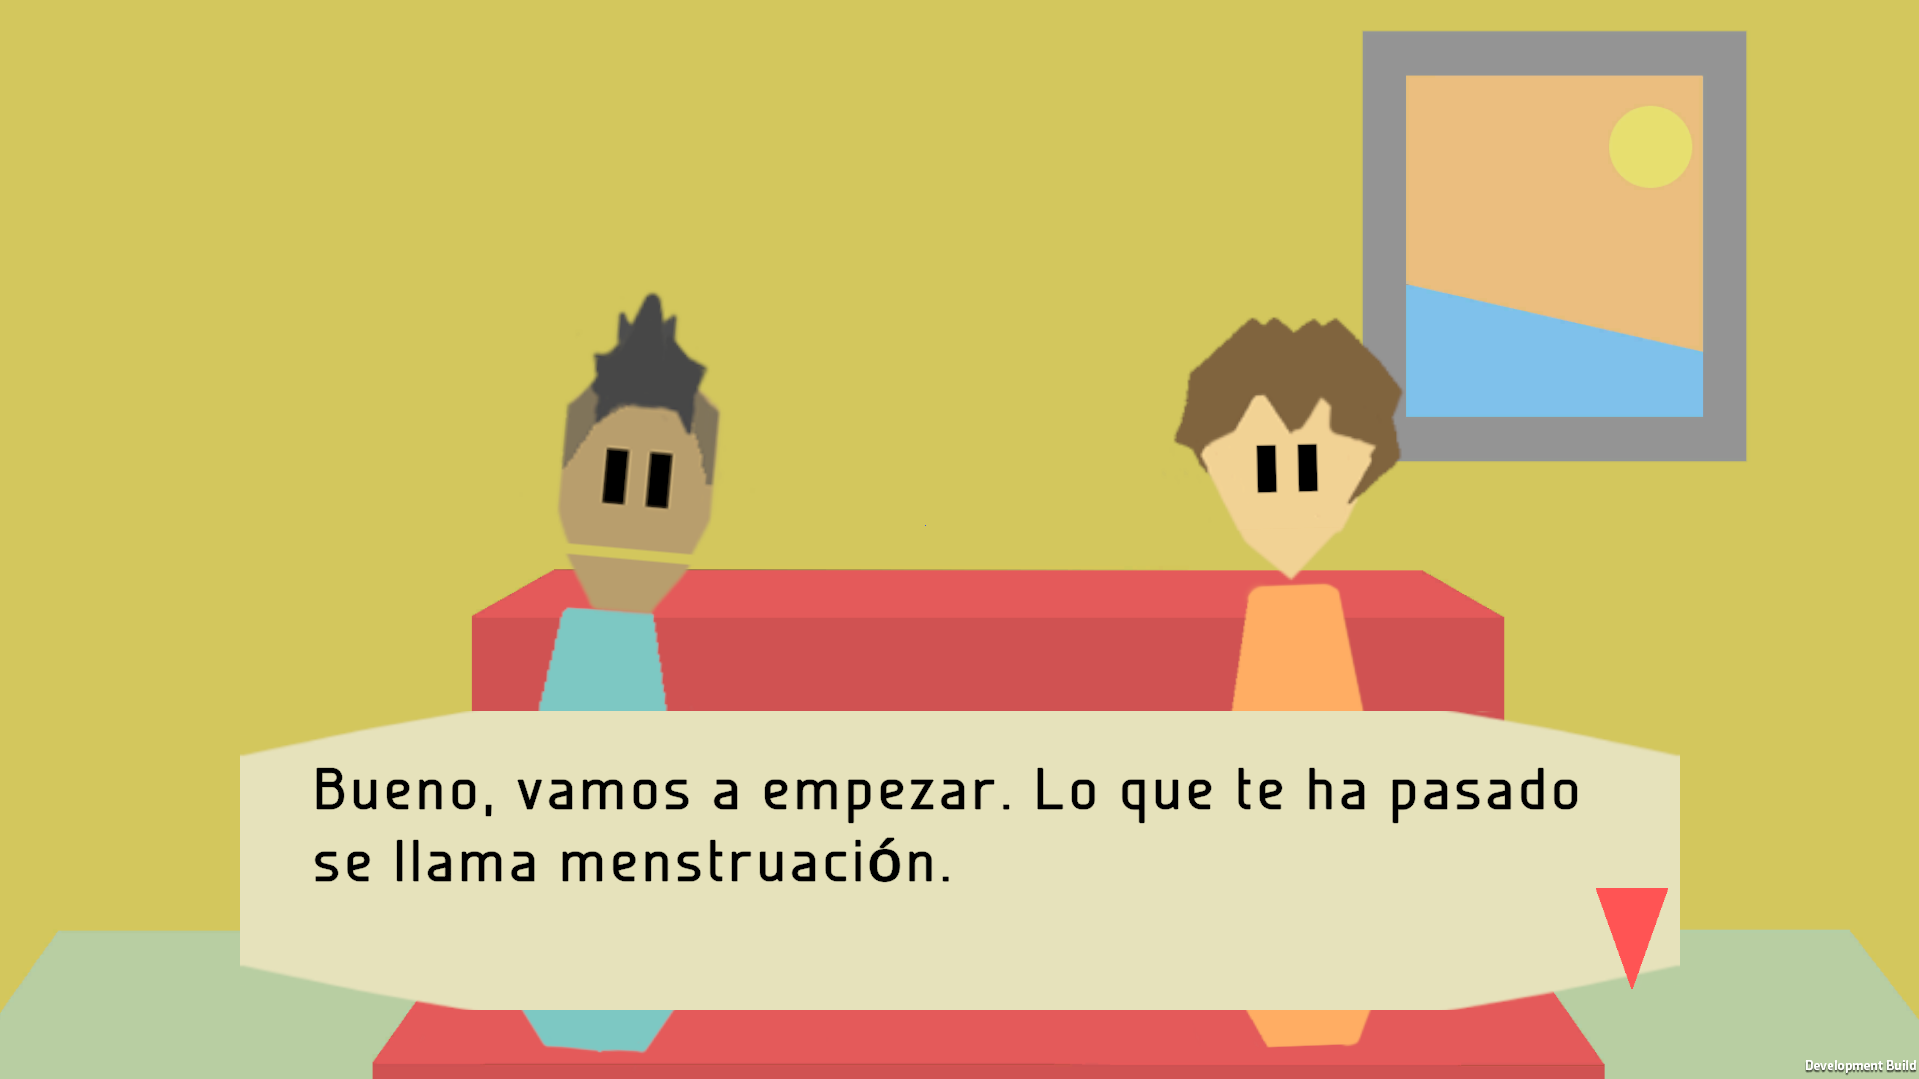 Bueno, vamos a empezar. Lo que te ha pasado
se llama menstruación.
Development Build